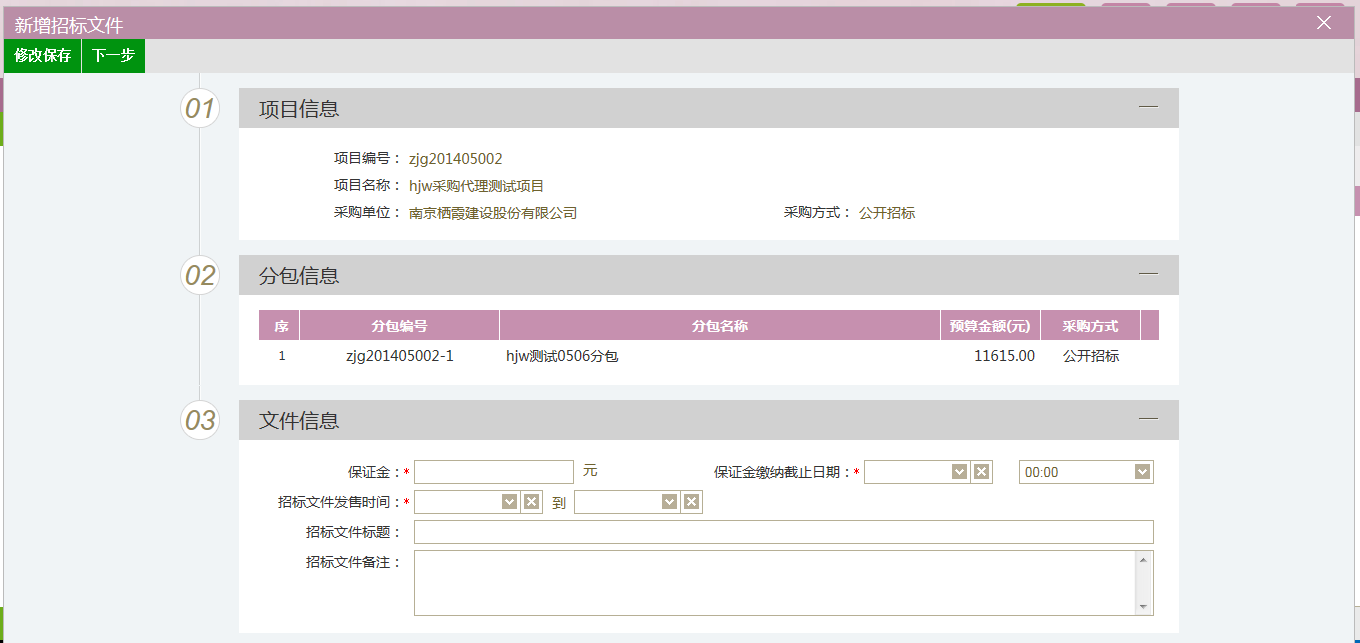 新增招标文件
修改保存 下一步
01 项目信息
项目编号： zjg201405002
项目名称： hjw采购代理测试项目
采购单位： 南京栖霞建设股份有限公司 采购方式： 公开招标
02 分包信息
序 分包编号 分包名称 预算金额(元) 采购方式
1 zjg201405002-1 hjw测试0506分包 11615.00 公开招标
03 文件信息
保证金：* 元 保证金缴纳截止日期：* 00:00
招标文件发售时间：* 到
招标文件标题：
招标文件备注：